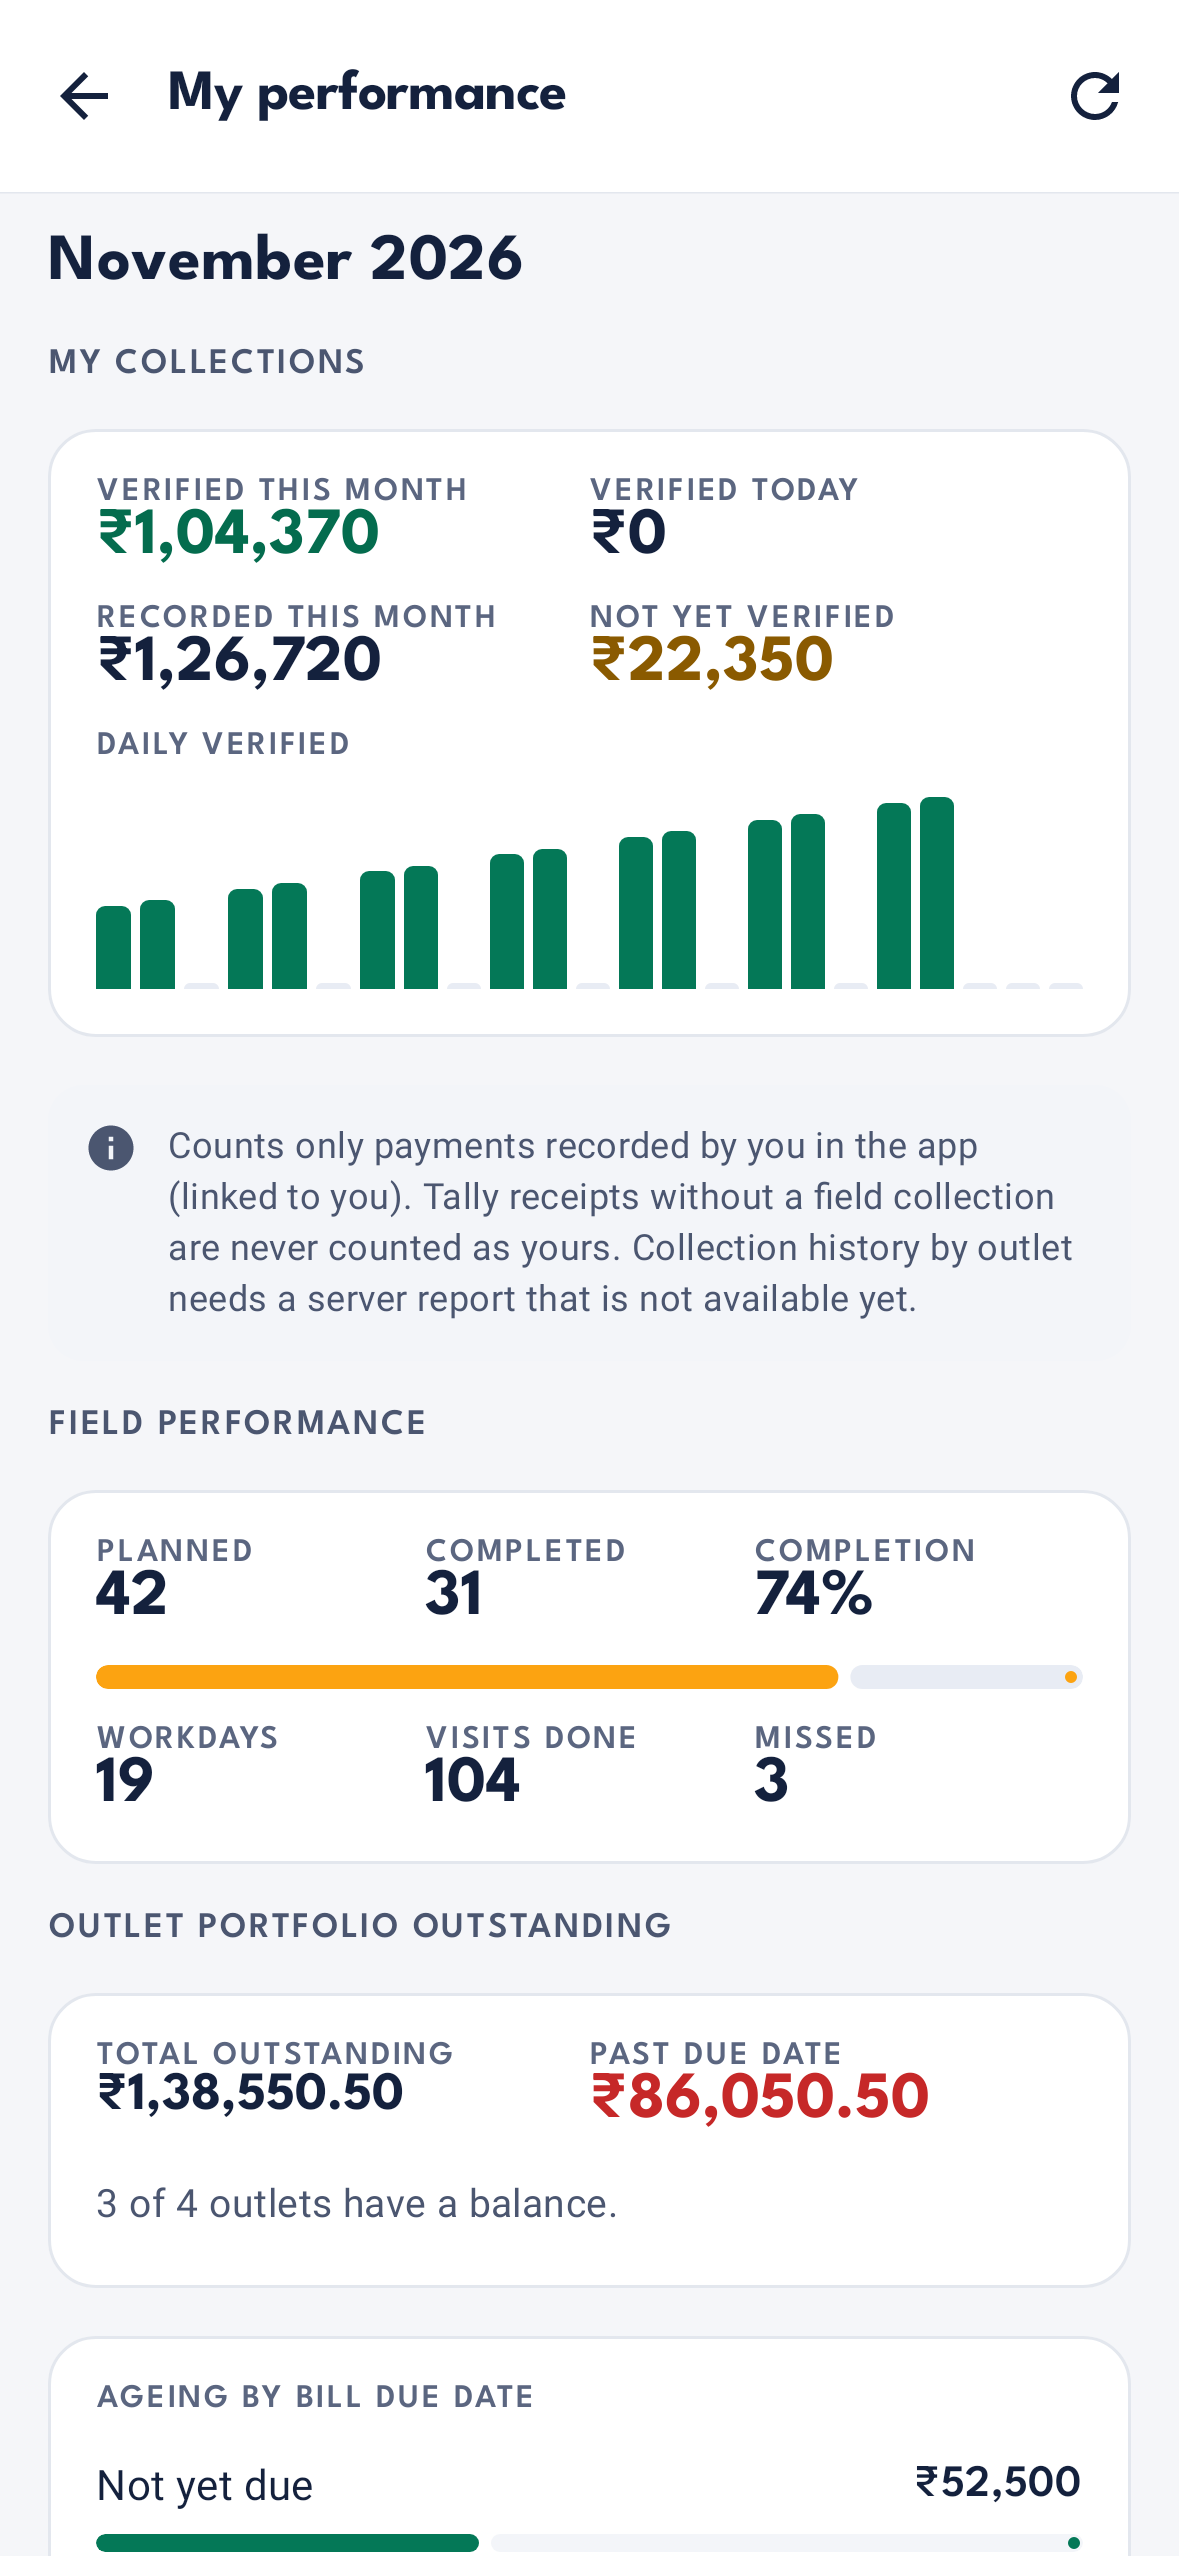 My performance
November 2026
MY COLLECTIONS
VERIFIED THIS MONTH
₹1,04,370
VERIFIED TODAY
₹0
RECORDED THIS MONTH
₹1,26,720
NOT YET VERIFIED
₹22,350
DAILY VERIFIED
Counts only payments recorded by you in the app
(linked to you). Tally receipts without a field collection
are never counted as yours. Collection history by outlet
needs a server report that is not available yet.
FIELD PERFORMANCE
PLANNED
42
COMPLETED
31
COMPLETION
74%
WORKDAYS
19
VISITS DONE
104
MISSED
3
OUTLET PORTFOLIO OUTSTANDING
TOTAL OUTSTANDING
₹1,38,550.50
PAST DUE DATE
₹86,050.50
3 of 4 outlets have a balance.
AGEING BY BILL DUE DATE
Not yet due
₹52,500